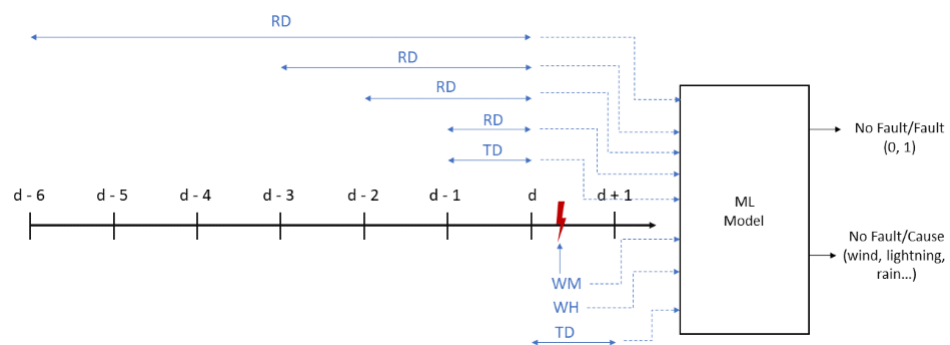 RD
RD
RD
RD
TD
d - 6
d - 5
d - 4
d - 3
d - 2
d - 1
d
d + 1
WM
WH
TD
ML
Model
No Fault/Fault
(0, 1)
No Fault/Cause
(wind, lightning,
rain...)